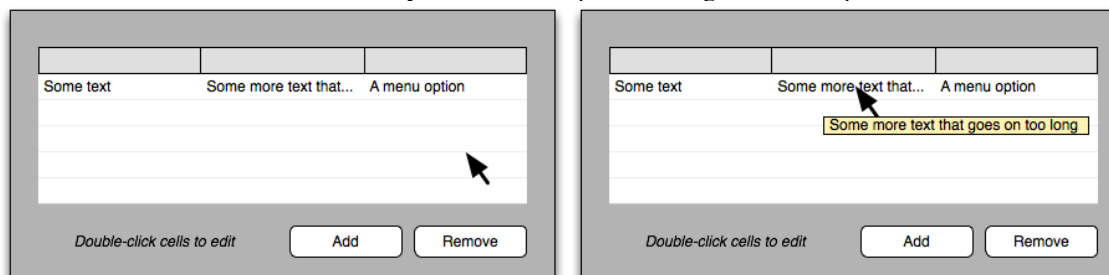 Some text Some more text that... A menu option
Double-click cells to edit Add Remove
Some text Some more text that... A menu option
Some more text that goes on too long
Double-click cells to edit Add Remove